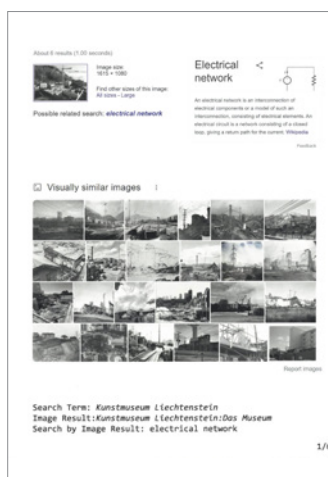 About 6 results (1.00 seconds)
Image size:
1615 × 1080
Find other sizes of this image:
All sizes - Large
Possible related search: electrical network
Electrical
network
An electrical network is an interconnection of
electrical components or a model of such an
interconnection, consisting of electrical elements. An
electrical circuit is a network consisting of a closed
loop, giving a return path for the current. Wikipedia
Feedback
Visually similar images
Report images
Search Term: Kunstmuseum Liechtenstein
Image Result:Kunstmuseum Liechtenstein:Das Museum
Search by Image Result: electrical network